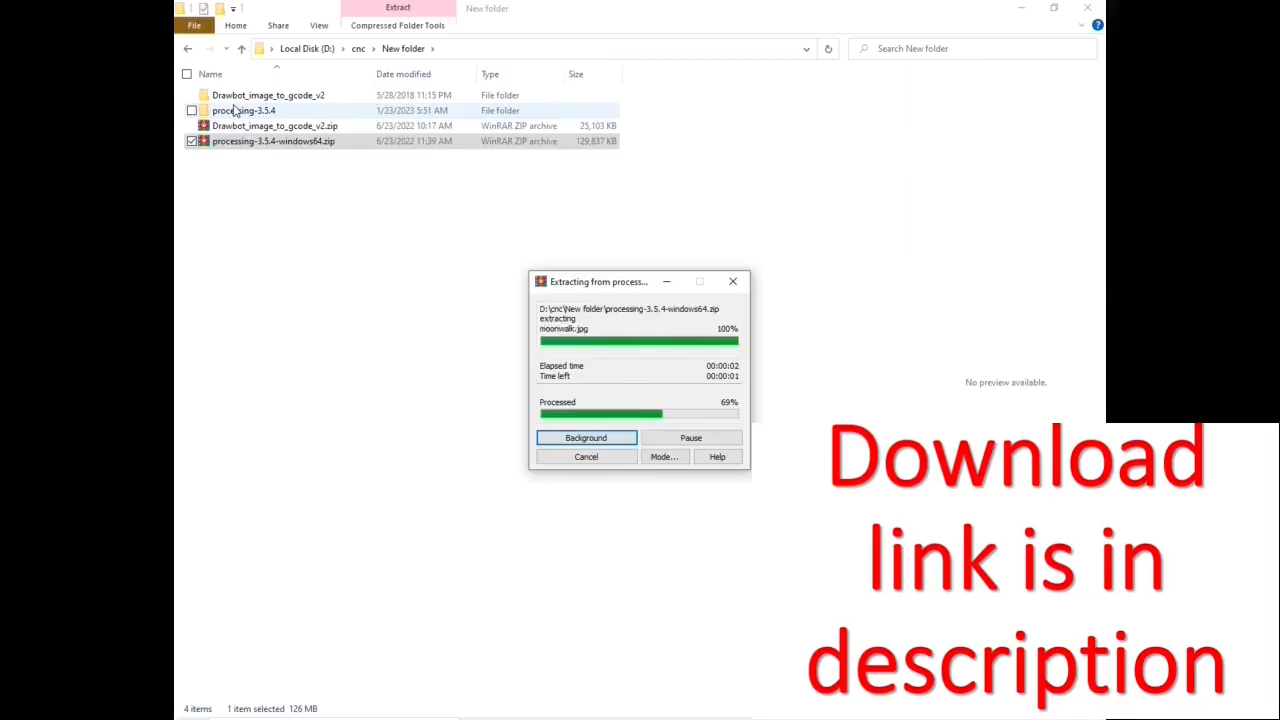 Extract
New folder
File
Home
Share
View
Compressed Folder Tools
Local Disk (D:)
cnc
New folder
Search New folder
Name
Date modified
Type
Size
Drawbot_image_to_gcode_v2
5/28/2018 11:15 PM
File folder
processing-3.5.4
1/23/2023 5:51 AM
File folder
Drawbot_image_to_gcode_v2.zip
6/23/2022 10:17 AM
WinRAR ZIP archive
25,103 KB
processing-3.5.4-windows64.zip
6/23/2022 11:39 AM
WinRAR ZIP archive
129,837 KB
Extracting from process...
D:\cnc\New folder\processing-3.5.4-windows64.zip
extracting
moonwalk.jpg
100%
Elapsed time
00:00:02
Time left
00:00:01
Processed
69%
Background
Pause
Cancel
Mode...
Help
No preview available.
Download
link is in
description
4 items
1 item selected 126 MB